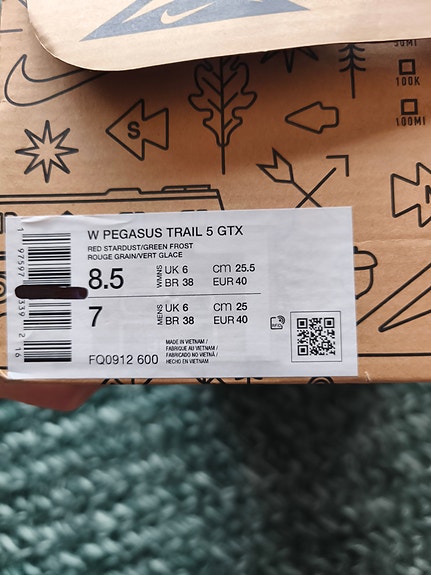 50MI
100K
100MI
S
N
W PEGASUS TRAIL 5 GTX
RED STARDUST/GREEN FROST
ROUGE GRAIN/VERT GLACE
8.5 WMNS UK 6 CM 25.5
BR 38 EUR 40
7 MENS UK 6 CM 25
BR 38 EUR 40
MADE IN VIETNAM /
FABRIQUE AU VIETNAM /
FABRICADO NO VIETNÃ /
HECHO EN VIETNAM
FQ0912 600
RFID